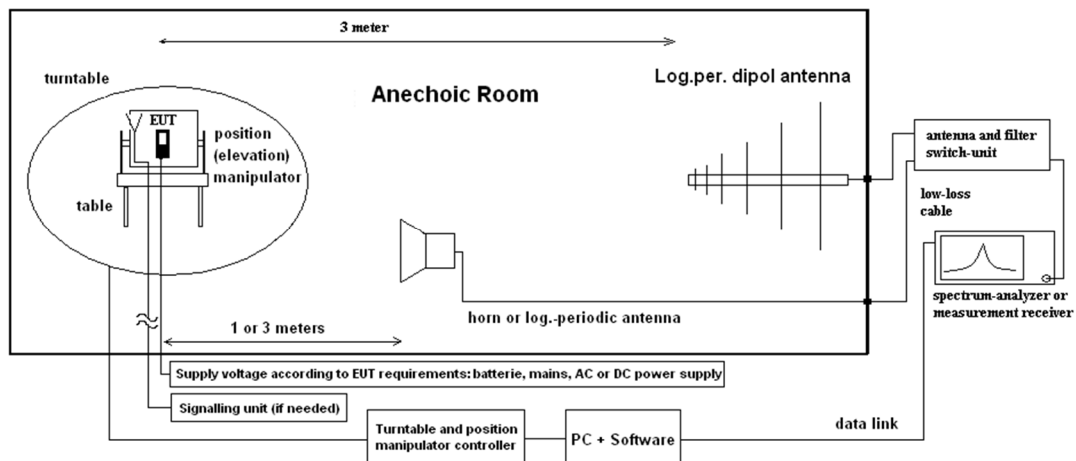 3 meter
turntable
Log.per. dipol antenna
Anechoic Room
EUT
position
(elevation)
manipulator
table
antenna and filter
switch-unit
low-loss
cable
spectrum-analyzer or
measurement receiver
horn or log.-periodic antenna
1 or 3 meters
Supply voltage according to EUT requirements: batterie, mains, AC or DC power supply
Signalling unit (if needed)
Turntable and position
manipulator controller
PC + Software
data link